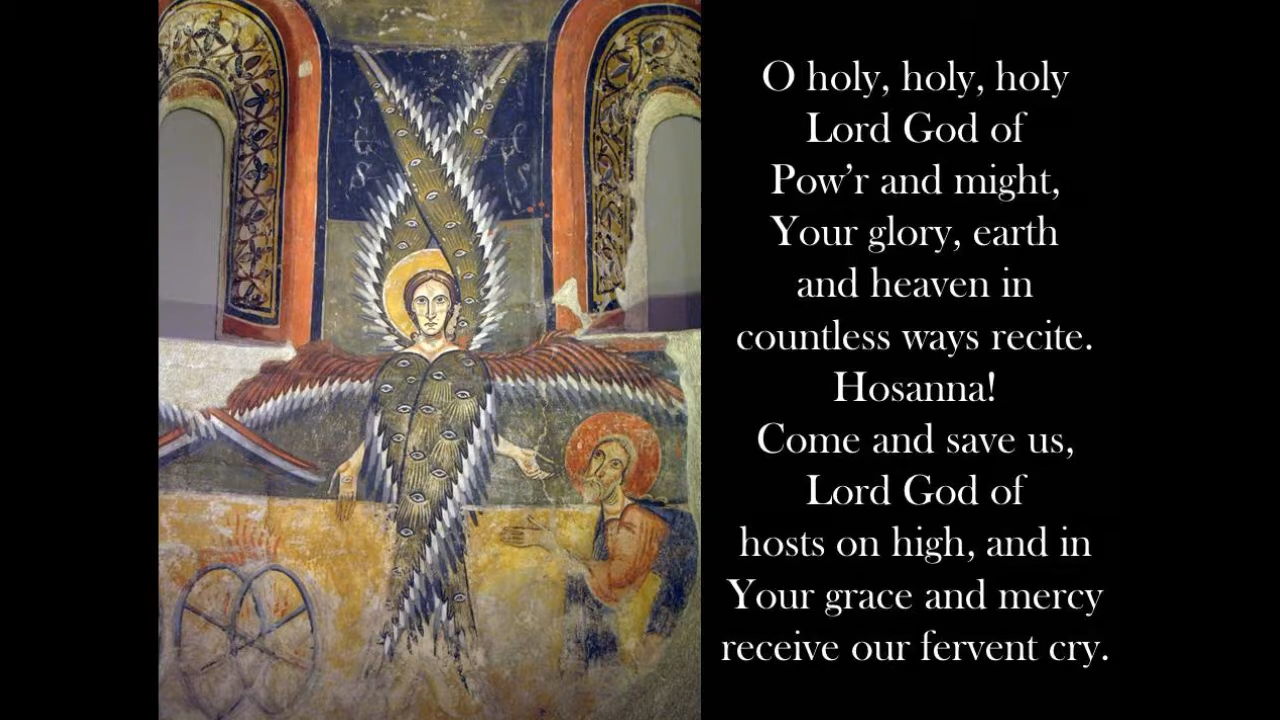 O holy, holy, holy
Lord God of
Pow’r and might,
Your glory, earth
and heaven in
countless ways recite.
Hosanna!
Come and save us,
Lord God of
hosts on high, and in
Your grace and mercy
receive our fervent cry.